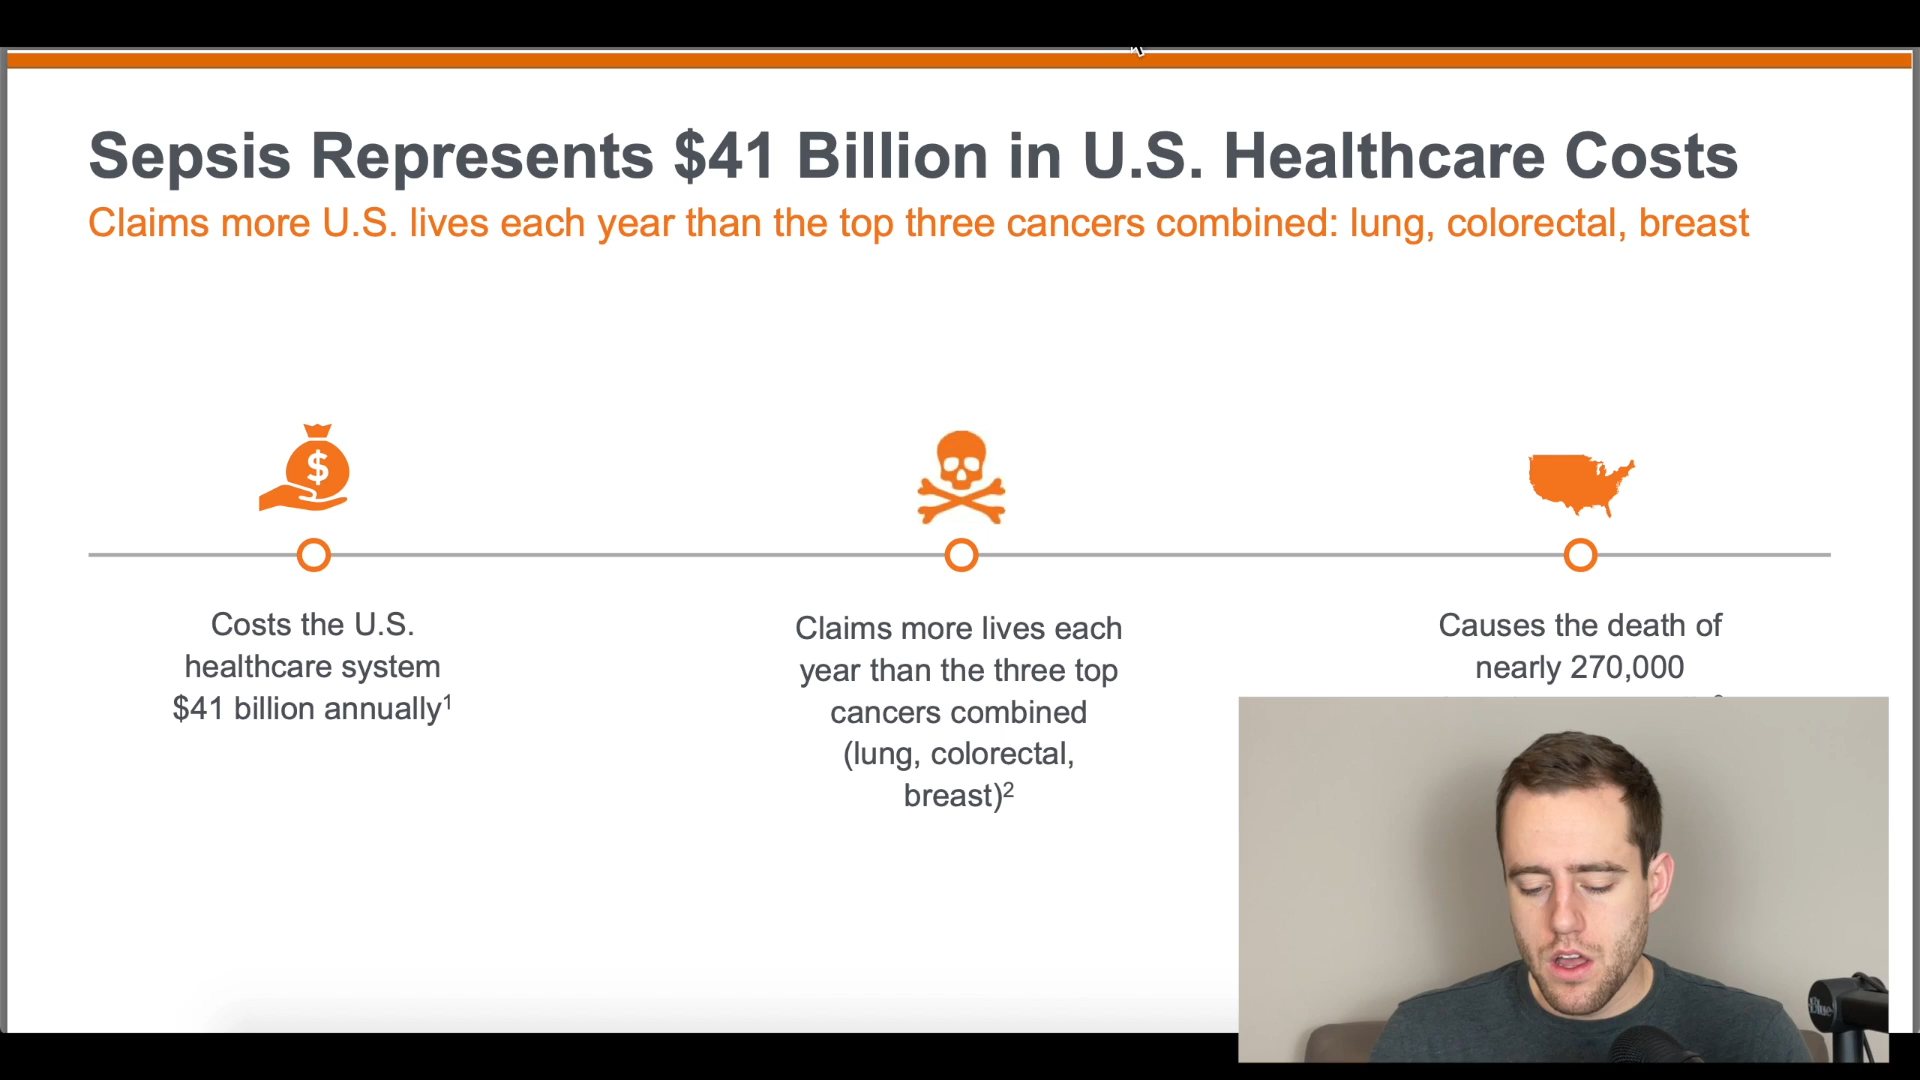 Sepsis Represents $41 Billion in U.S. Healthcare Costs
Claims more U.S. lives each year than the top three cancers combined: lung, colorectal, breast
$
Costs the U.S.
healthcare system
$41 billion annually¹
Claims more lives each
year than the three top
cancers combined
(lung, colorectal,
breast)²
Causes the death of
nearly 270,000
Blue